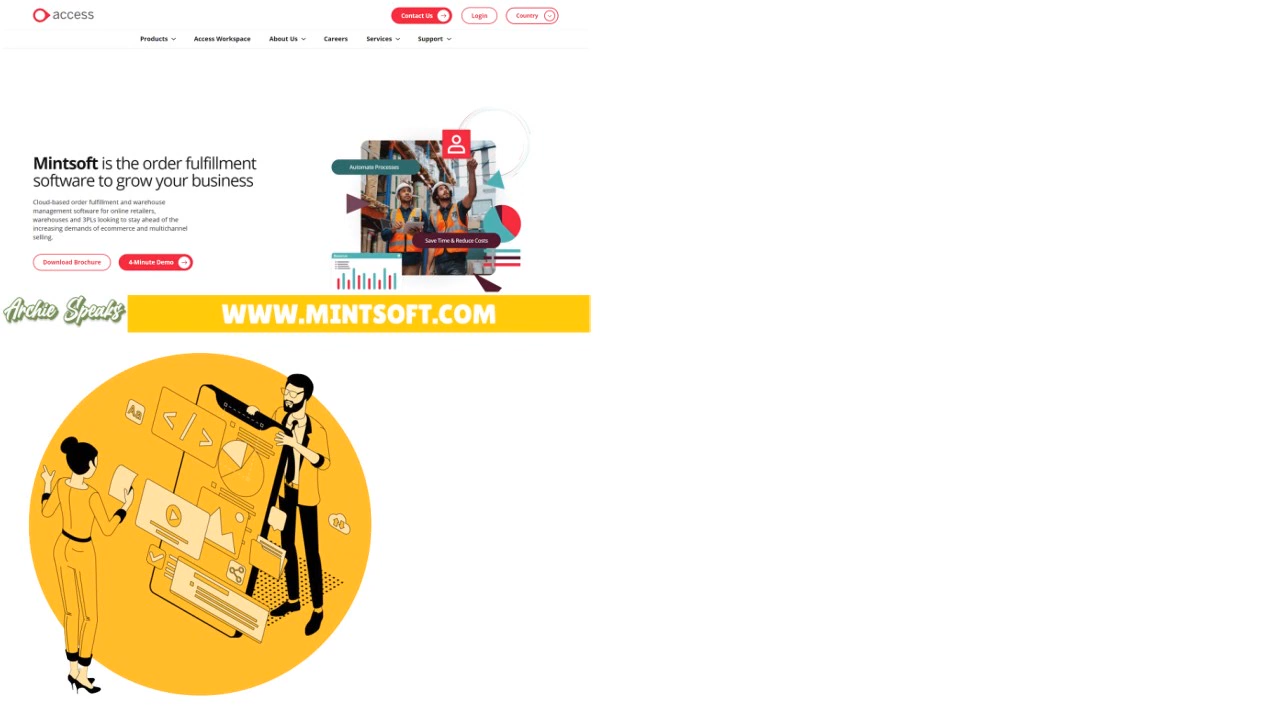 access
Contact Us
Login
Country
Products
Access Workspace
About Us
Careers
Services
Support
Mintsoft is the order fulfillment
software to grow your business
Cloud-based order fulfillment and warehouse
management software for online retailers,
warehouses and 3PLs looking to stay ahead of the
increasing demands of ecommerce and multichannel
selling.
Download Brochure
4-Minute Demo
Automate Processes
Save Time & Reduce Costs
Archie Speaks
WWW.MINTSOFT.COM
Aa